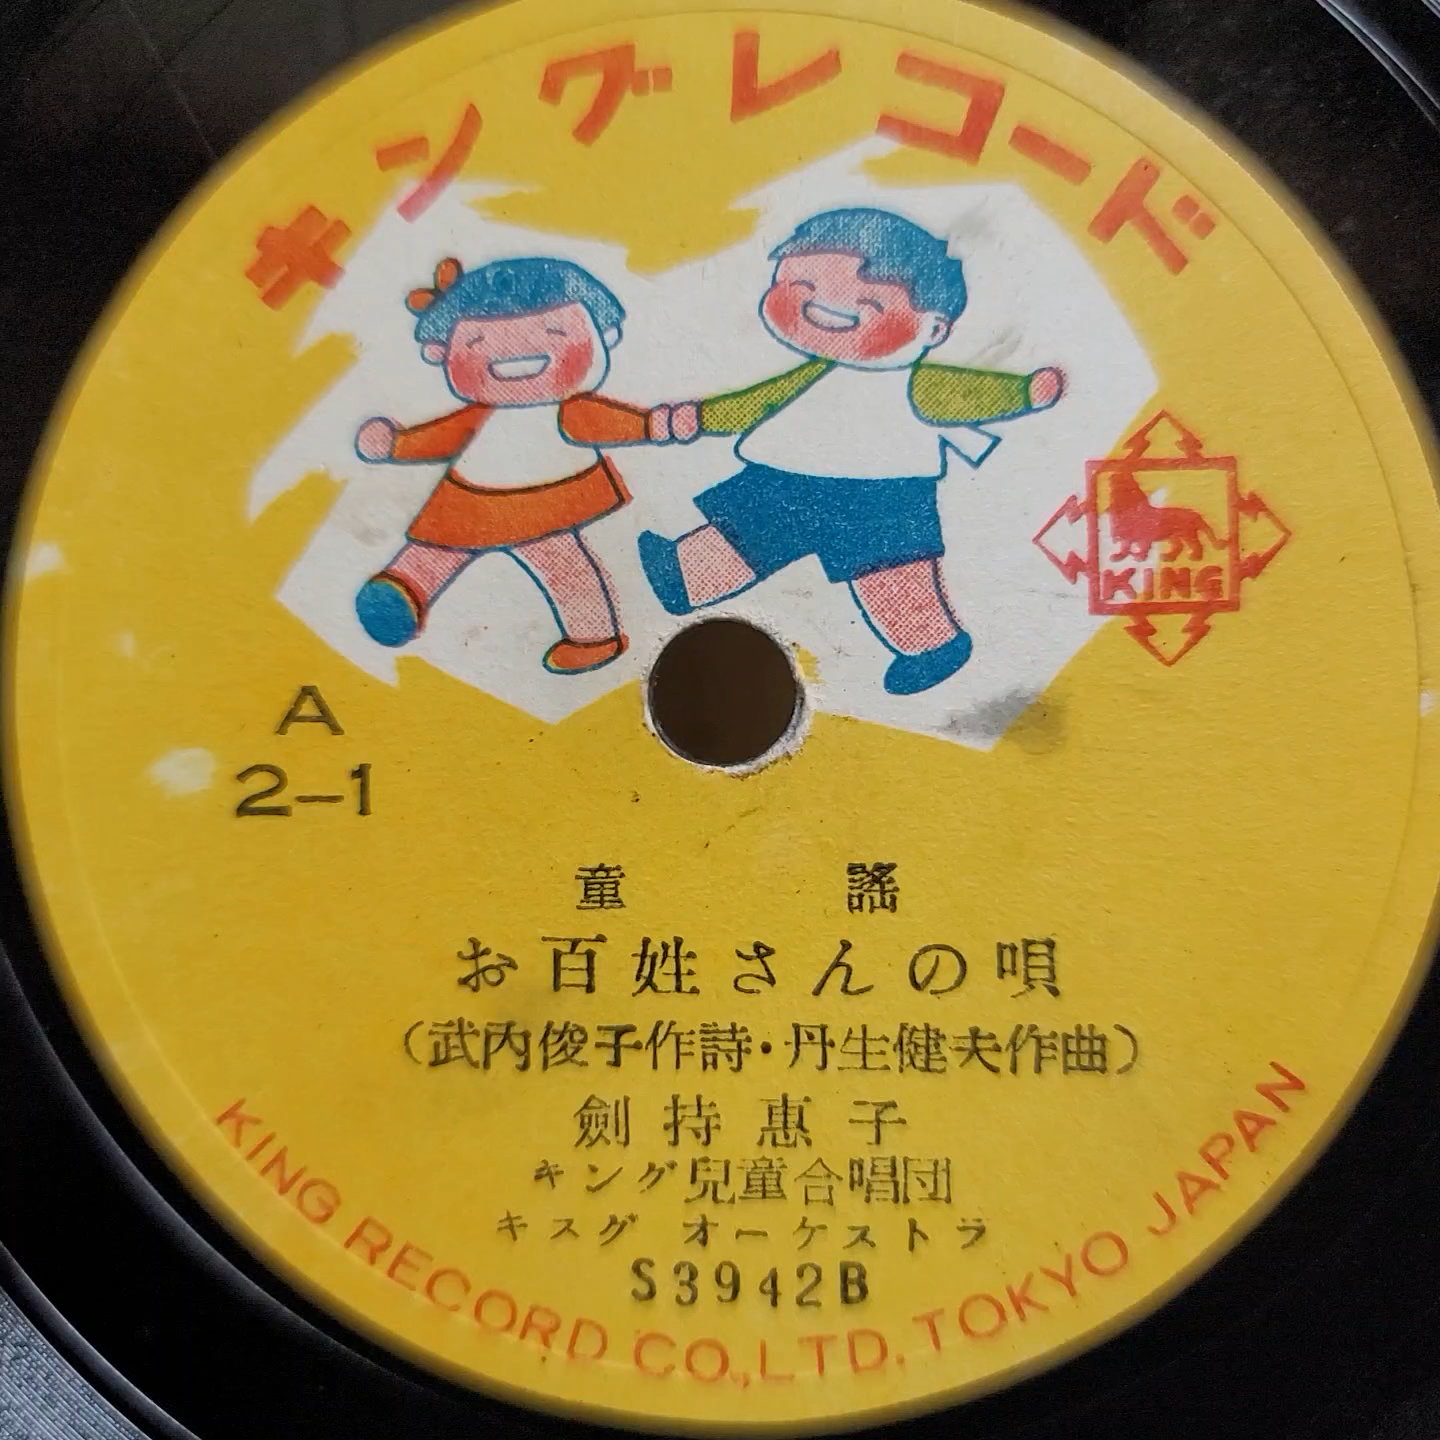 キングレコード
KING
A
2-1
童謠
お百姓さんの唄
(武内俊子作詩・丹生健夫作曲)
劍持惠子
キング兒童合唱団
キスグ オーケストラ
S3942B
KING RECORD CO.,LTD. TOKYO JAPAN